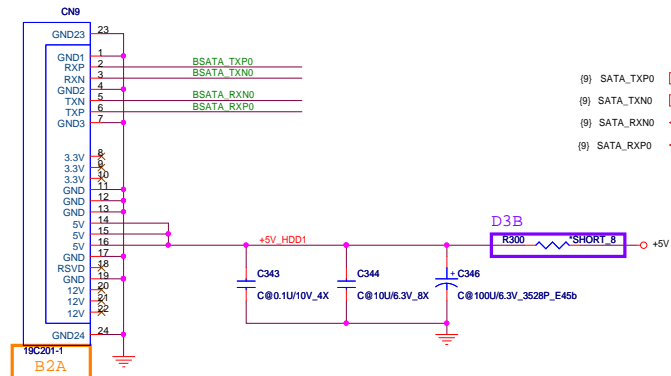 CN9
GND23 23
GND1 1
RXP 2 BSATA_TXP0
RXN 3 BSATA_TXN0
GND2 4
TXN 5 BSATA_RXN0
TXP 6 BSATA_RXP0
GND3 7
{9} SATA_TXP0
{9} SATA_TXN0
{9} SATA_RXN0
{9} SATA_RXP0
3.3V 8
3.3V 9
3.3V 10
GND 11
GND 12
GND 13
5V 14
5V 15
5V 16
GND 17
RSVD 18
GND 19
12V 20
12V 21
12V 22
GND24 24
19C201-1
B2A
+5V_HDD1
D3B
R300 *SHORT_8
+5V
C343
C@0.1U/10V_4X
C344
C@10U/6.3V_8X
+ C346
C@100U/6.3V_3528P_E45b